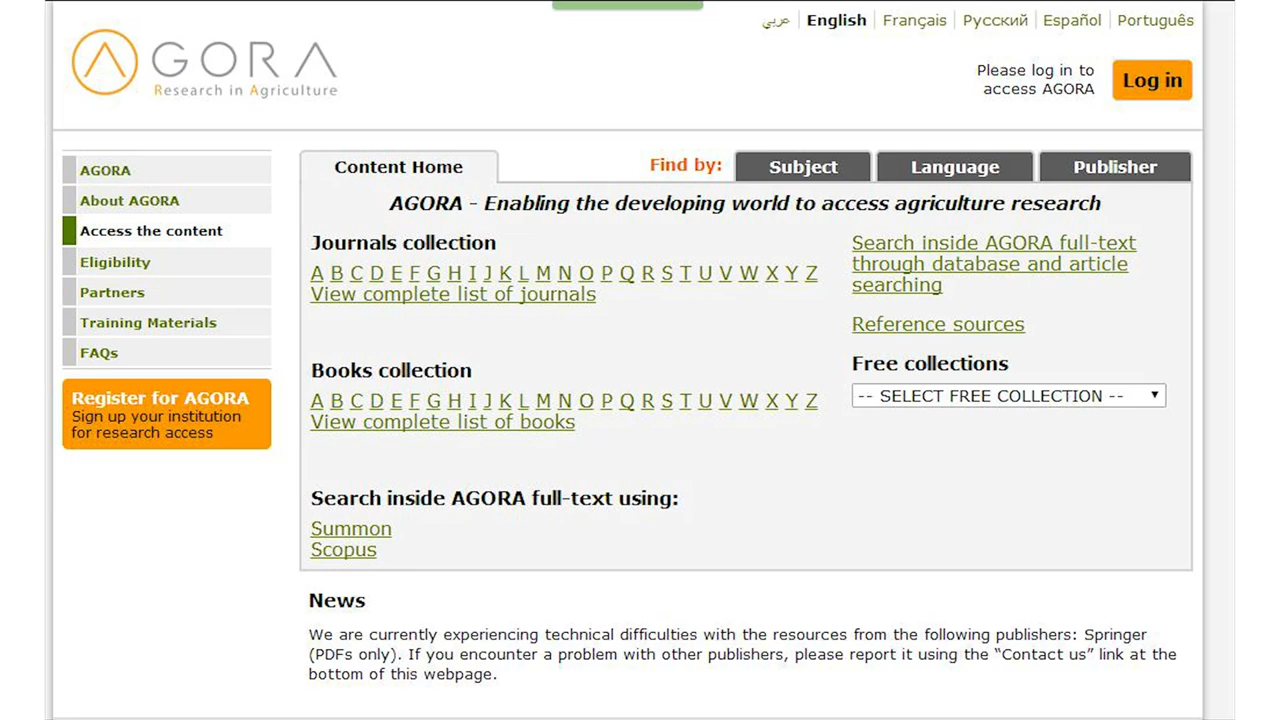 عربي English Français Русский Español Português
AGORA
Research in Agriculture
Please log in to
access AGORA
Log in
AGORA
About AGORA
Access the content
Eligibility
Partners
Training Materials
FAQs
Register for AGORA
Sign up your institution
for research access
Content Home Find by: Subject Language Publisher
AGORA - Enabling the developing world to access agriculture research
Journals collection
A B C D E F G H I J K L M N O P Q R S T U V W X Y Z
View complete list of journals
Books collection
A B C D E F G H I J K L M N O P Q R S T U V W X Y Z
View complete list of books
Search inside AGORA full-text using:
Summon
Scopus
Search inside AGORA full-text
through database and article
searching
Reference sources
Free collections
-- SELECT FREE COLLECTION --
News
We are currently experiencing technical difficulties with the resources from the following publishers: Springer
(PDFs only). If you encounter a problem with other publishers, please report it using the “Contact us” link at the
bottom of this webpage.